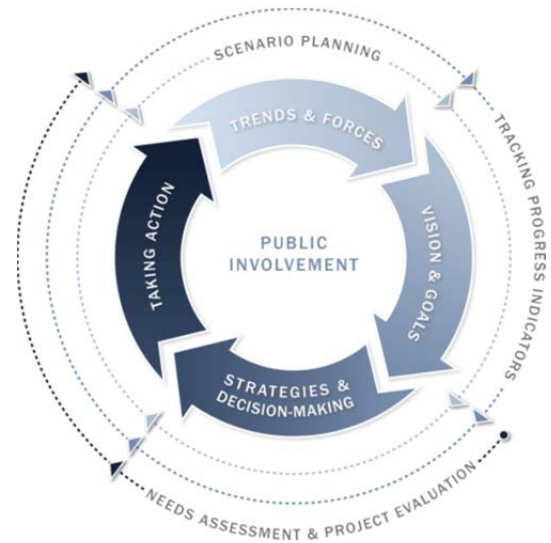 SCENARIO PLANNING
TRENDS & FORCES
TRACKING PROGRESS INDICATORS
VISION & GOALS
PUBLIC
INVOLVEMENT
TAKING ACTION
STRATEGIES &
DECISION-MAKING
NEEDS ASSESSMENT & PROJECT EVALUATION